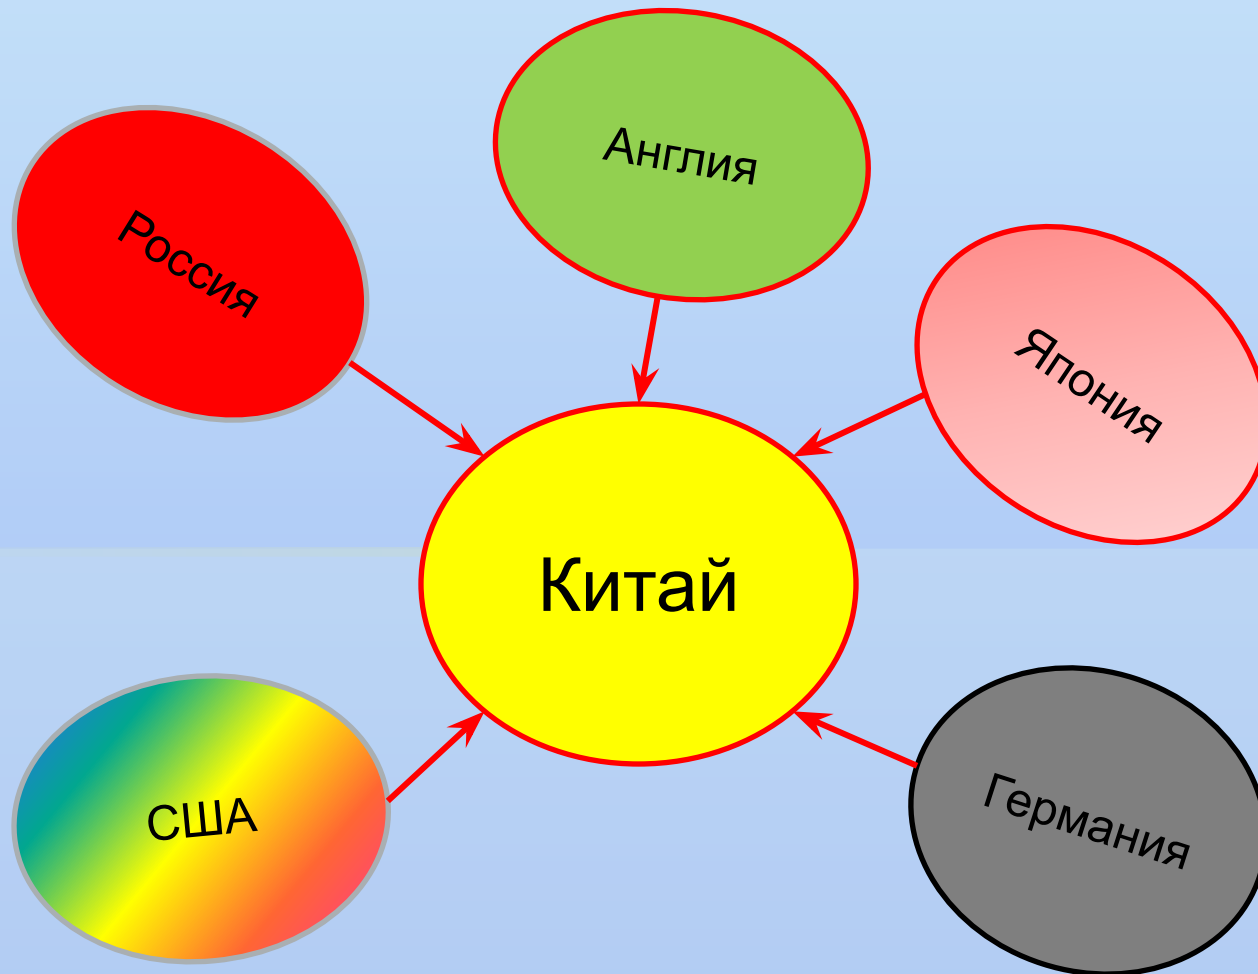 Англия
Россия
Япония
Китай
США
Германия